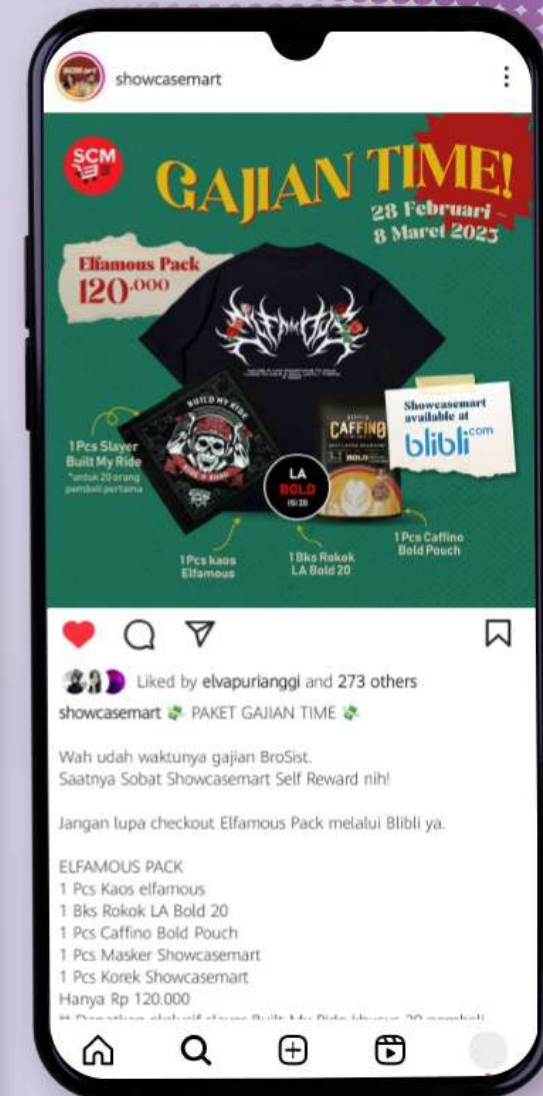 showcasemart
SCM
GAJIAN TIME!
28 Februari -
8 Maret 2025
Elfamous Pack
120.000
BUILD MY RIDE
CAFFINO
BOLD
Showcasemart
available at
blibli.com
1 Pcs Slayer
Built My Ride
*untuk 20 orang
pembeli pertama
LA
BOLD
ISI 20
1 Pcs kaos
Elfamous
1 Bks Rokok
LA Bold 20
1 Pcs Caffino
Bold Pouch
Liked by elvapurianggi and 273 others
showcasemart 💸 PAKET GAJIAN TIME 💸
Wah udah waktunya gajian BroSist.
Saatnya Sobat Showcasemart Self Reward nih!
Jangan lupa checkout Elfamous Pack melalui Blibli ya.
ELFAMOUS PACK
1 Pcs Kaos elfamous
1 Bks Rokok LA Bold 20
1 Pcs Caffino Bold Pouch
1 Pcs Masker Showcasemart
1 Pcs Korek Showcasemart
Hanya Rp 120.000